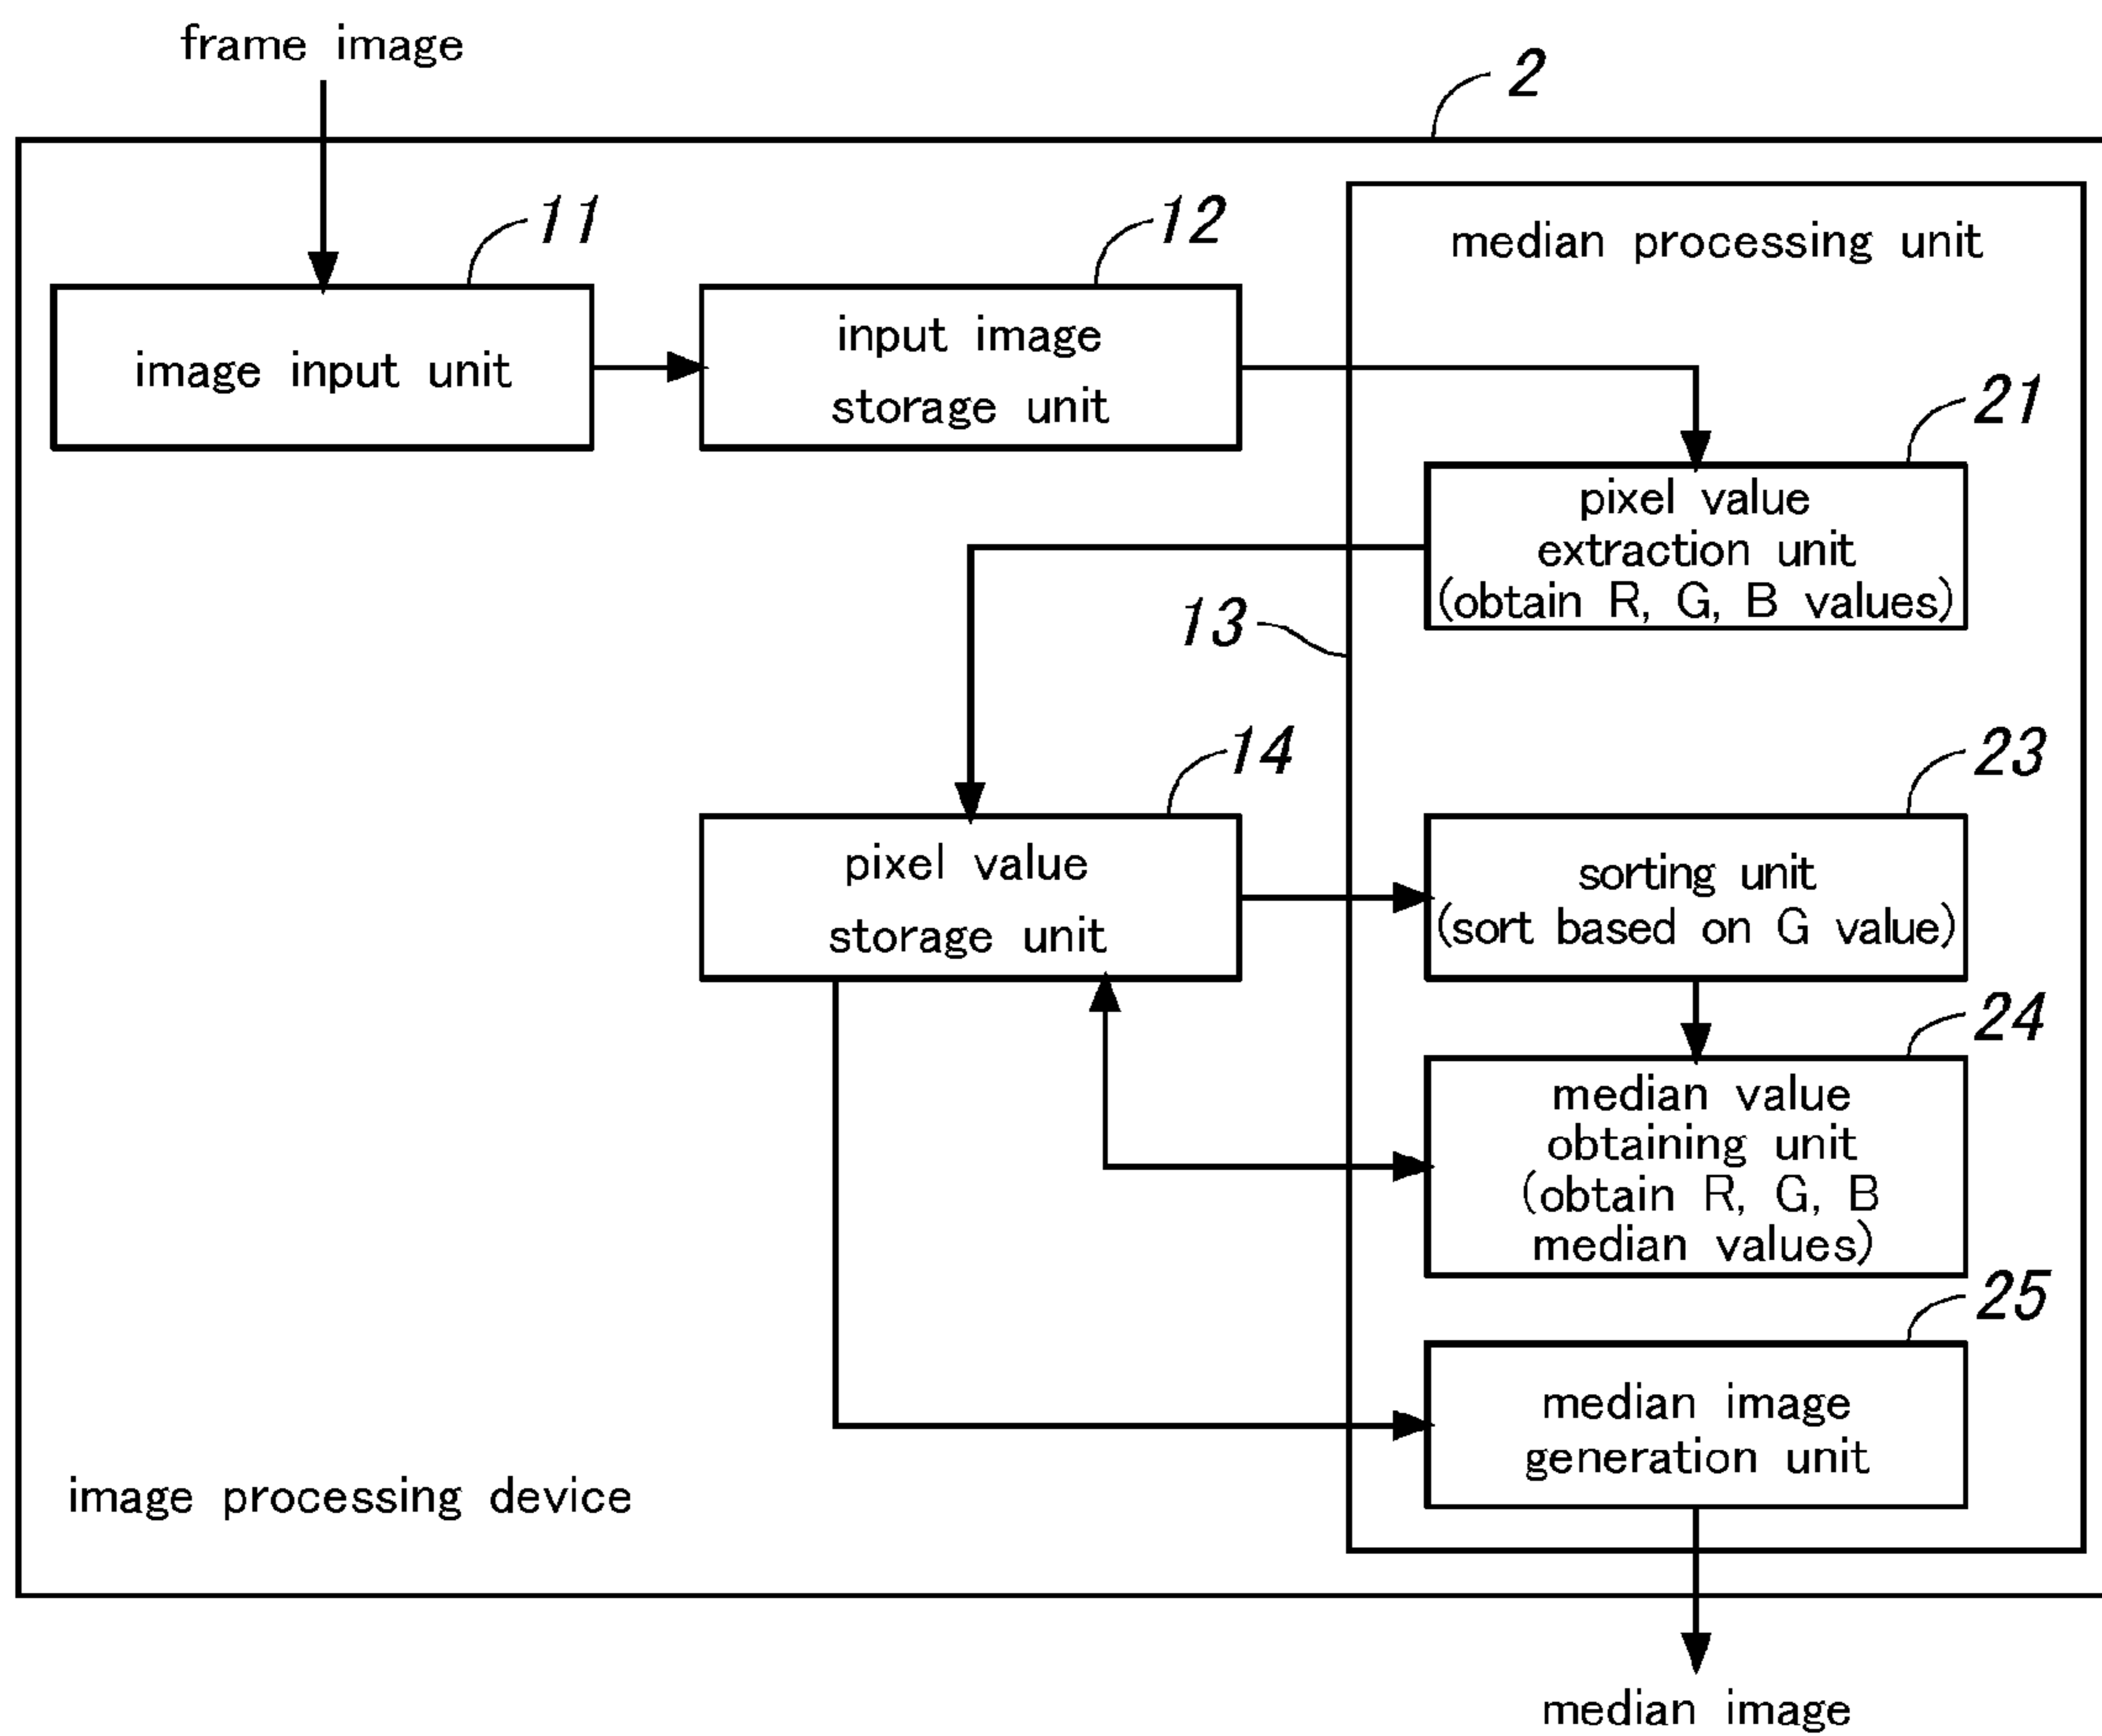 frame image
2
11
12
median processing unit
image input unit
input image
storage unit
21
pixel value
extraction unit
(obtain R, G, B values)
13
14
23
pixel value
storage unit
sorting unit
(sort based on G value)
24
median value
obtaining unit
(obtain R, G, B
median values)
25
median image
generation unit
image processing device
median image